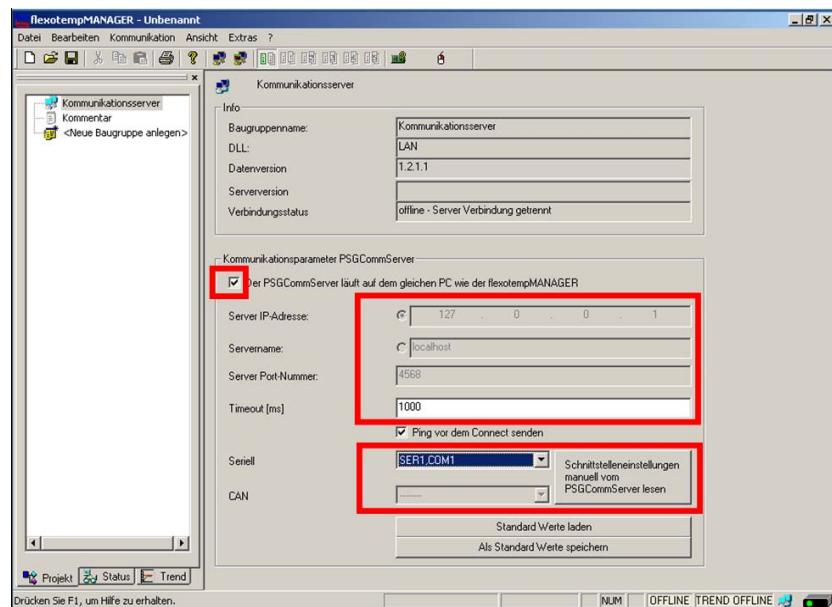 flexotempMANAGER - Unbenannt
Datei Bearbeiten Kommunikation Ansicht Extras ?
Kommunikationsserver
Kommentar
<Neue Baugruppe anlegen>
Kommunikationsserver
Info
Baugruppenname: Kommunikationsserver
DLL: LAN
Datenversion 1.2.1.1
Serverversion
Verbindungsstatus offline - Server Verbindung getrennt
Kommunikationsparameter PSGCommServer
Der PSGCommServer läuft auf dem gleichen PC wie der flexotempMANAGER
Server IP-Adresse: 127 . 0 . 0 . 1
Servername: localhost
Server Port-Nummer: 4568
Timeout [ms] 1000
Ping vor dem Connect senden
Seriell SER1,COM1
CAN ------
Schnittstelleneinstellungen
manuell vom
PSGCommServer lesen
Standard Werte laden
Als Standard Werte speichern
Projekt Status Trend
Drücken Sie F1, um Hilfe zu erhalten. NUM OFFLINE TREND OFFLINE